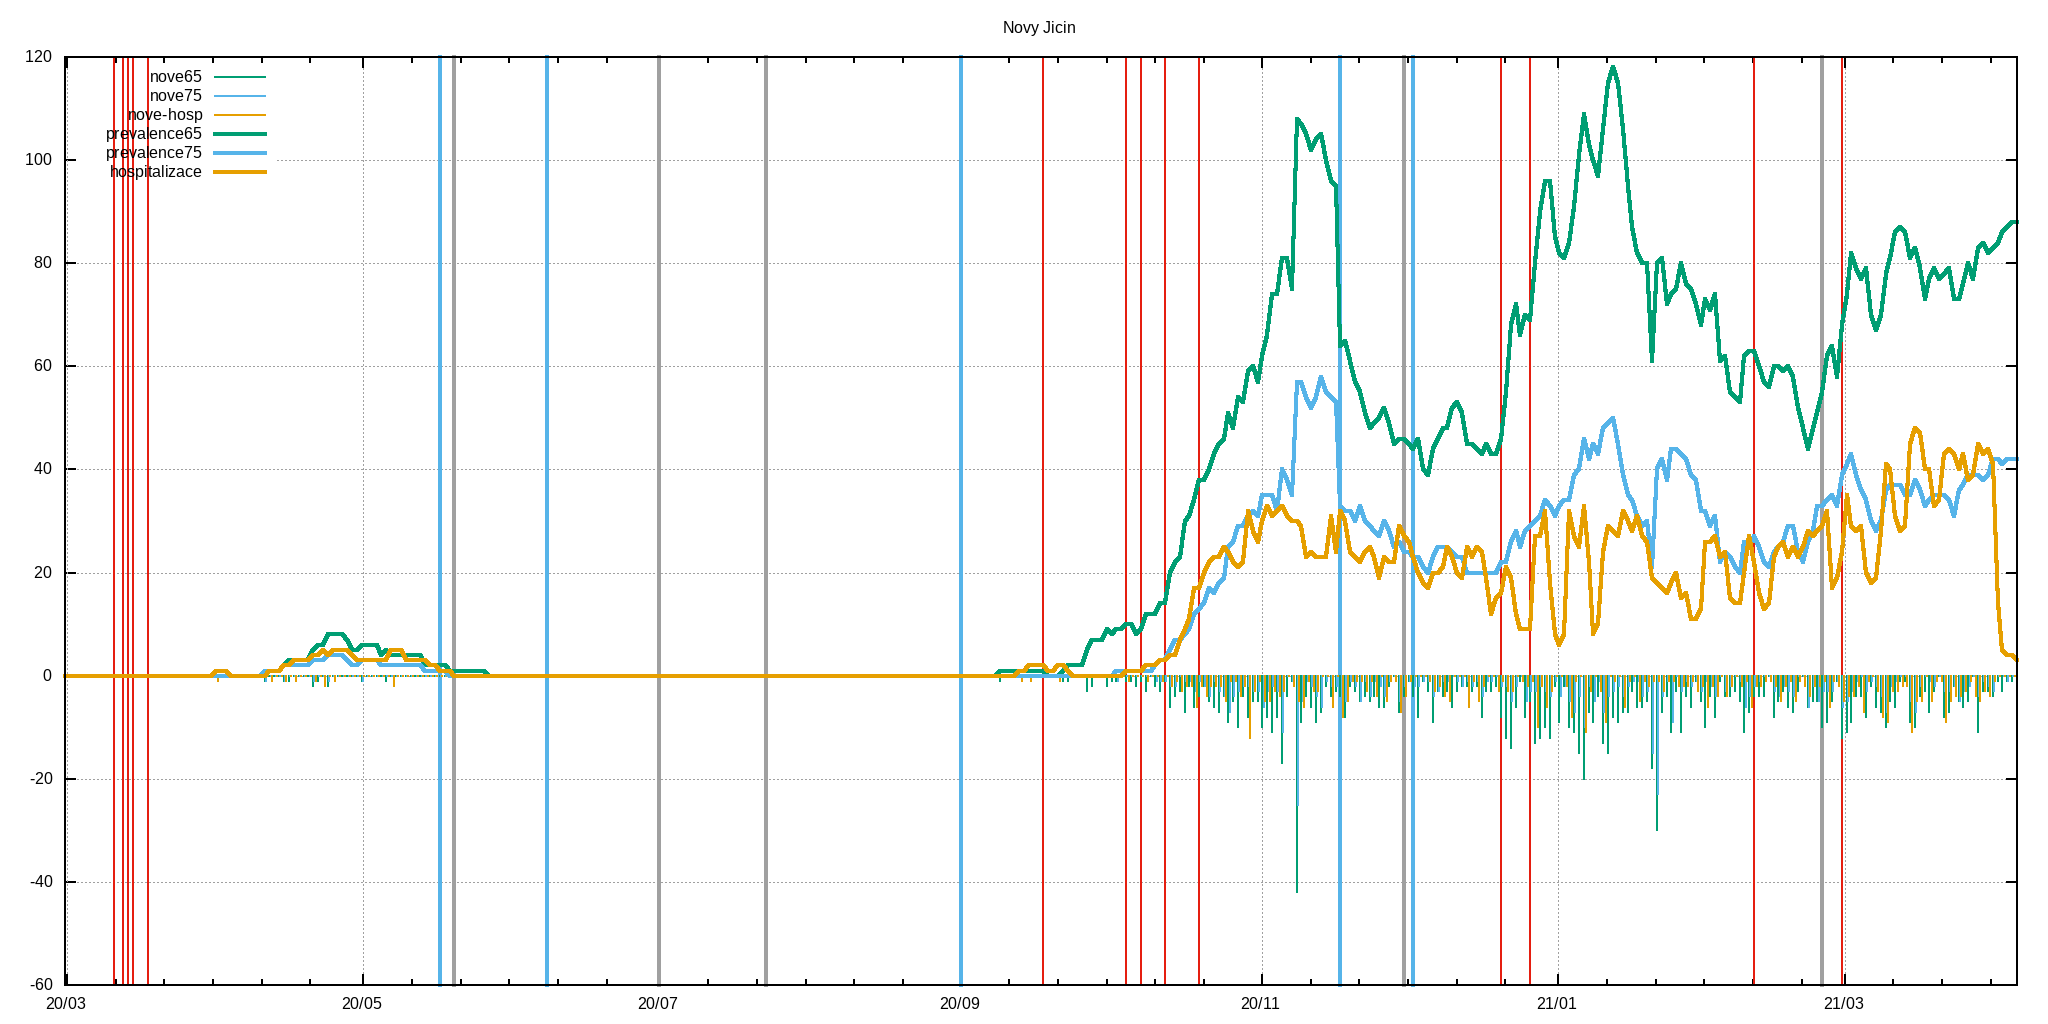 Novy Jicin
120
100
80
60
40
20
0
-20
-40
-60
nove65
nove75
nove-hosp
prevalence65
prevalence75
hospitalizace
20/03 20/05 20/07 20/09 20/11 21/01 21/03